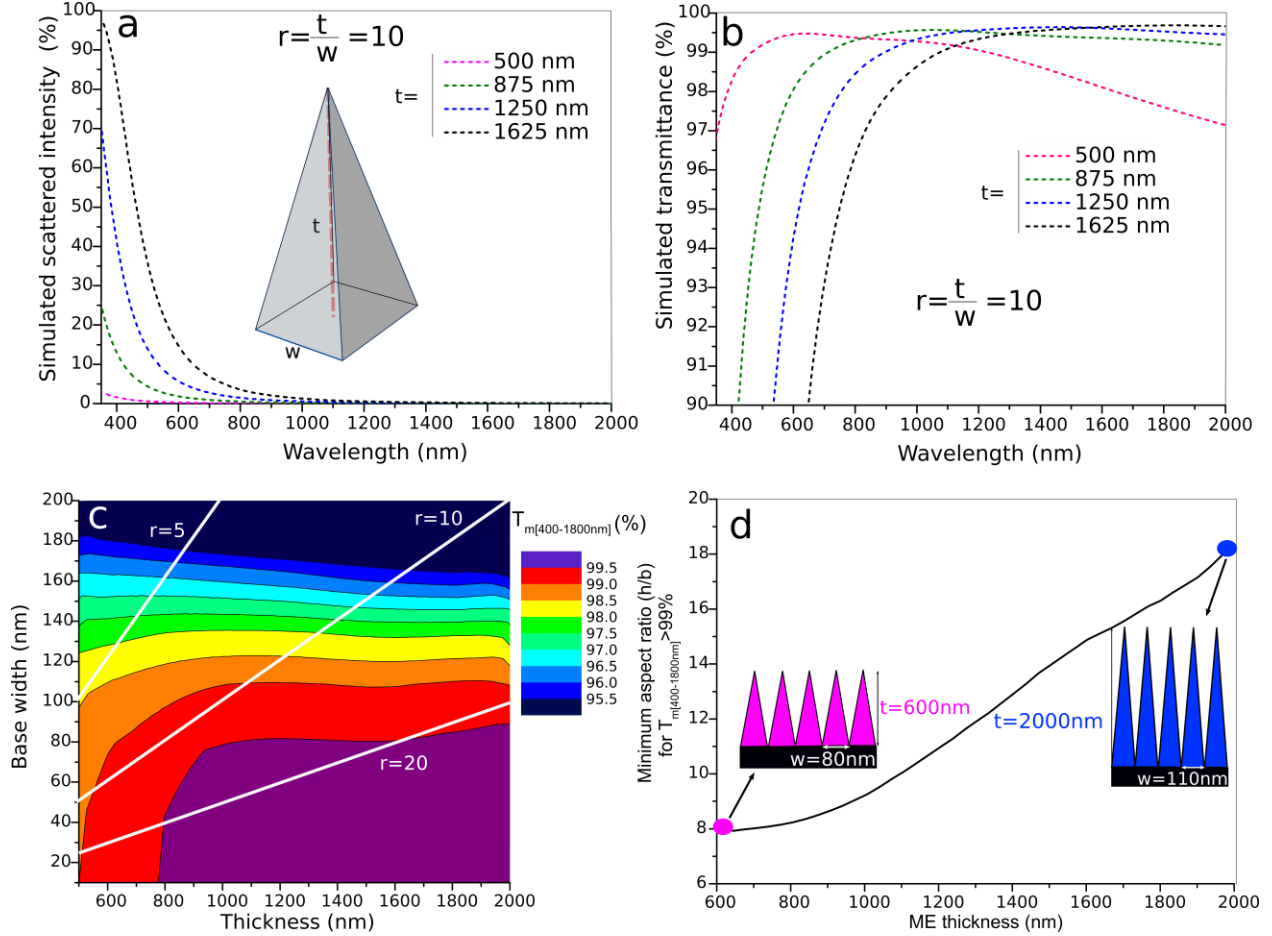 a
r=t/w=10
t=
500 nm
875 nm
1250 nm
1625 nm
t
w
Simulated scattered intensity (%)
100
90
80
70
60
50
40
30
20
10
0
400 600 800 1000 1200 1400 1600 1800 2000
Wavelength (nm)
b
t=
500 nm
875 nm
1250 nm
1625 nm
r=t/w=10
Simulated transmittance (%)
100
99
98
97
96
95
94
93
92
91
90
400 600 800 1000 1200 1400 1600 1800 2000
Wavelength (nm)
c
r=5
r=10
r=20
Tm[400-1800nm] (%)
99.5
99.0
98.5
98.0
97.5
97.0
96.5
96.0
95.5
Base width (nm)
200
180
160
140
120
100
80
60
40
20
600 800 1000 1200 1400 1600 1800 2000
Thickness (nm)
d
Minimum aspect ratio (h/b)
for Tm[400-1800nm]>99%
20
18
16
14
12
10
8
6
t=600nm
w=80nm
t=2000nm
w=110nm
600 800 1000 1200 1400 1600 1800 2000
ME thickness (nm)